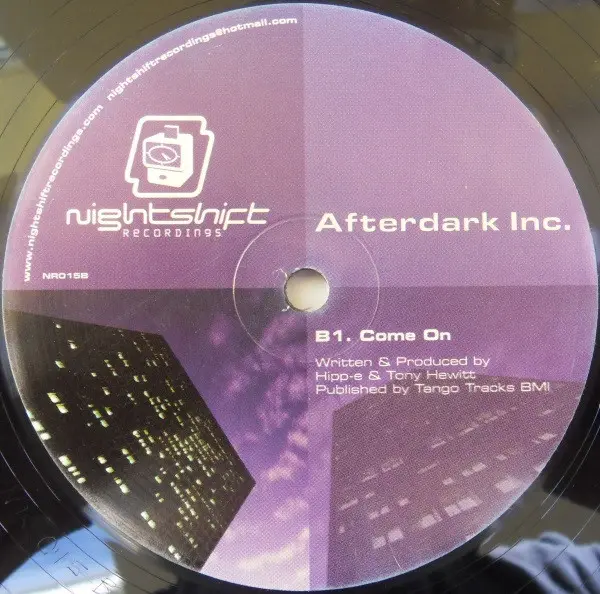 www.nightshiftrecordings.com nightshiftrecordings@hotmail.com
nightshift
RECORDINGS
NR015B
Afterdark Inc.
B1. Come On
Written & Produced by
Hipp-e & Tony Hewitt
Published by Tango Tracks BMI